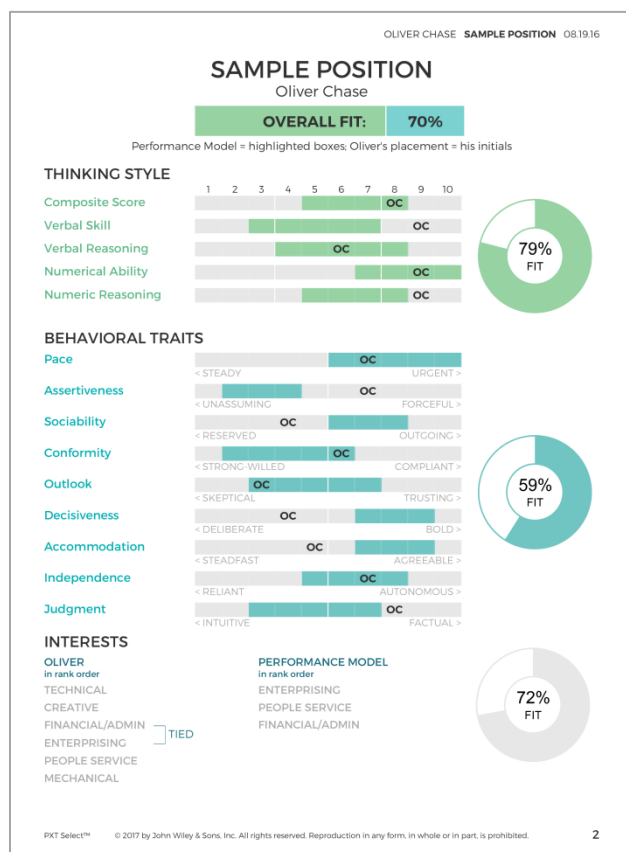 OLIVER CHASE SAMPLE POSITION 08.19.16
SAMPLE POSITION
Oliver Chase
OVERALL FIT: 70%
Performance Model = highlighted boxes; Oliver's placement = his initials
THINKING STYLE
1 2 3 4 5 6 7 8 9 10
Composite Score OC
Verbal Skill OC
Verbal Reasoning OC
Numerical Ability OC
Numeric Reasoning OC
79%
FIT
BEHAVIORAL TRAITS
Pace OC
< STEADY URGENT >
Assertiveness OC
< UNASSUMING FORCEFUL >
Sociability OC
< RESERVED OUTGOING >
Conformity OC
< STRONG-WILLED COMPLIANT >
Outlook OC
< SKEPTICAL TRUSTING >
Decisiveness OC
< DELIBERATE BOLD >
Accommodation OC
< STEADFAST AGREEABLE >
Independence OC
< RELIANT AUTONOMOUS >
Judgment OC
< INTUITIVE FACTUAL >
59%
FIT
INTERESTS
OLIVER
in rank order
TECHNICAL
CREATIVE
FINANCIAL/ADMIN
ENTERPRISING
TIED
PEOPLE SERVICE
MECHANICAL
PERFORMANCE MODEL
in rank order
ENTERPRISING
PEOPLE SERVICE
FINANCIAL/ADMIN
72%
FIT
PXT Select™ © 2017 by John Wiley & Sons, Inc. All rights reserved. Reproduction in any form, in whole or in part, is prohibited. 2